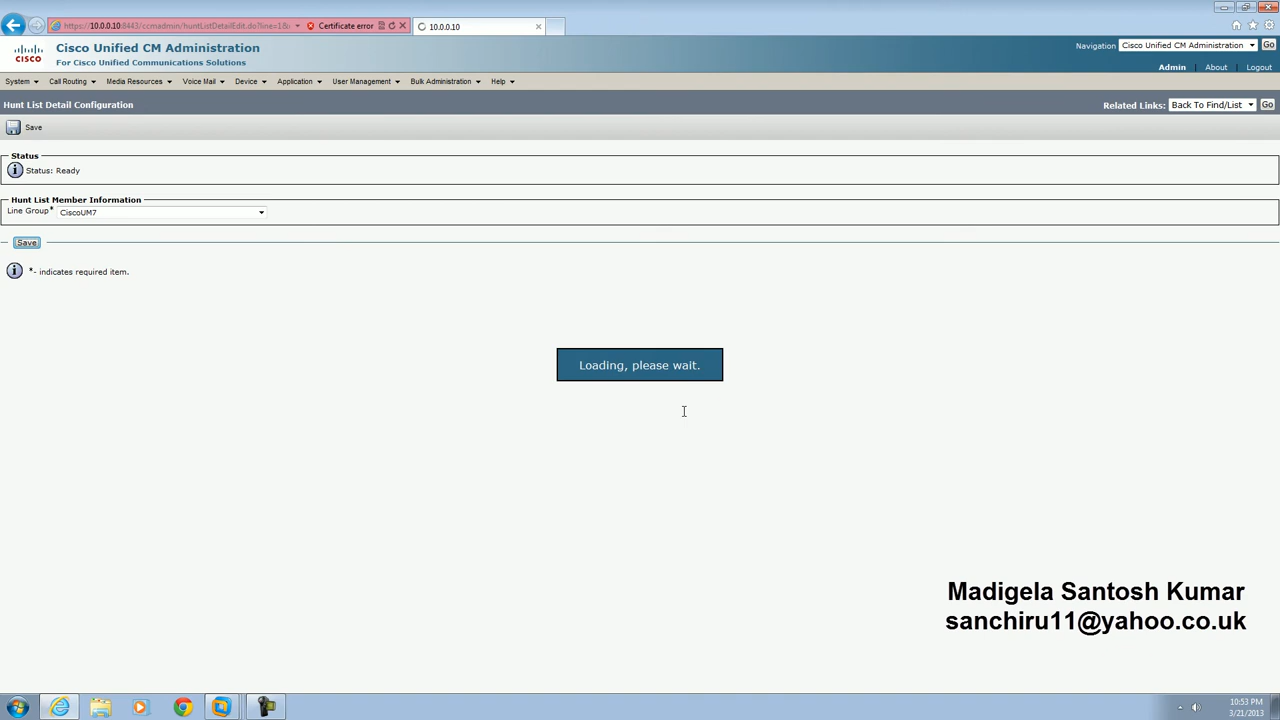 https://10.0.0.10:8443/ccmadmin/huntListDetailEdit.do?line=1& Certificate error 10.0.0.10
Cisco Unified CM Administration
For Cisco Unified Communications Solutions
CISCO
Navigation Cisco Unified CM Administration Go
Admin About Logout
System Call Routing Media Resources Voice Mail Device Application User Management Bulk Administration Help
Hunt List Detail Configuration
Related Links: Back To Find/List Go
Save
Status
Status: Ready
Hunt List Member Information
Line Group* CiscoUM7
Save
*- indicates required item.
Loading, please wait.
Madigela Santosh Kumar
sanchiru11@yahoo.co.uk
10:53 PM
3/21/2013